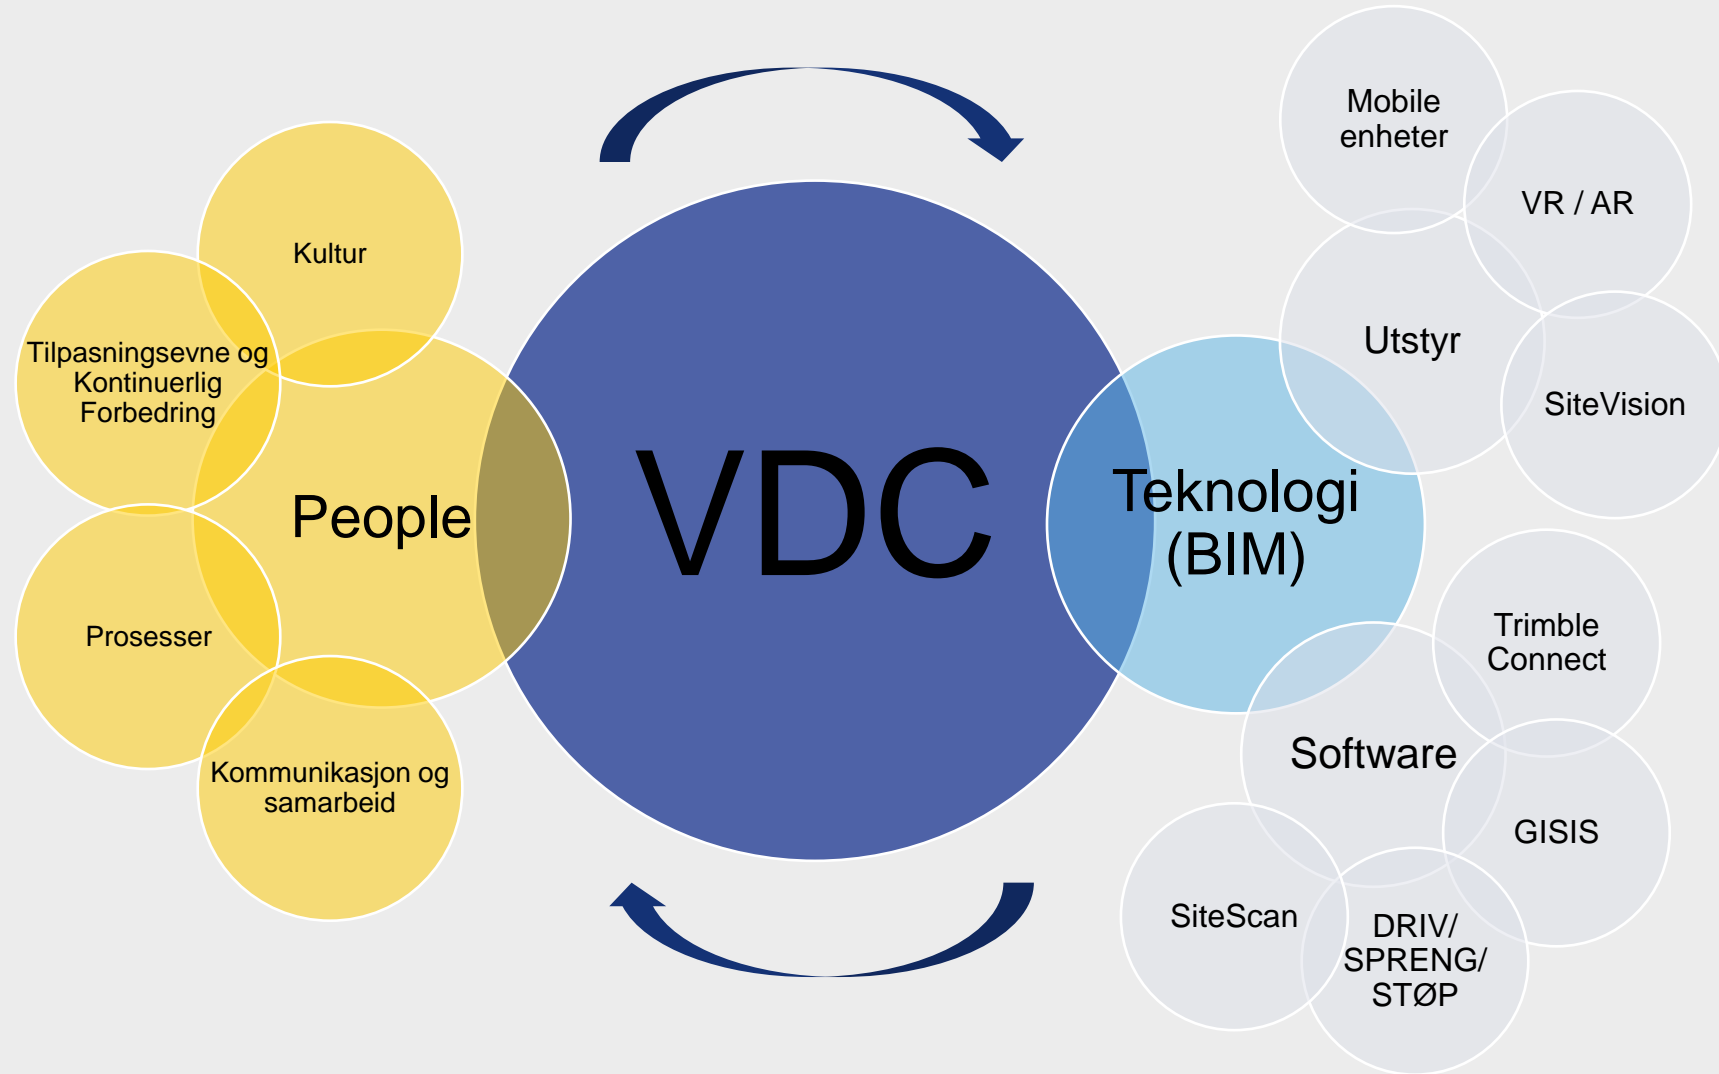 Kultur
Tilpasningsevne og
Kontinuerlig
Forbedring
People
Prosesser
Kommunikasjon og
samarbeid
VDC
Teknologi
(BIM)
Mobile
enheter
VR / AR
Utstyr
SiteVision
Trimble
Connect
Software
GISIS
DRIV/
SPRENG/
STØP
SiteScan